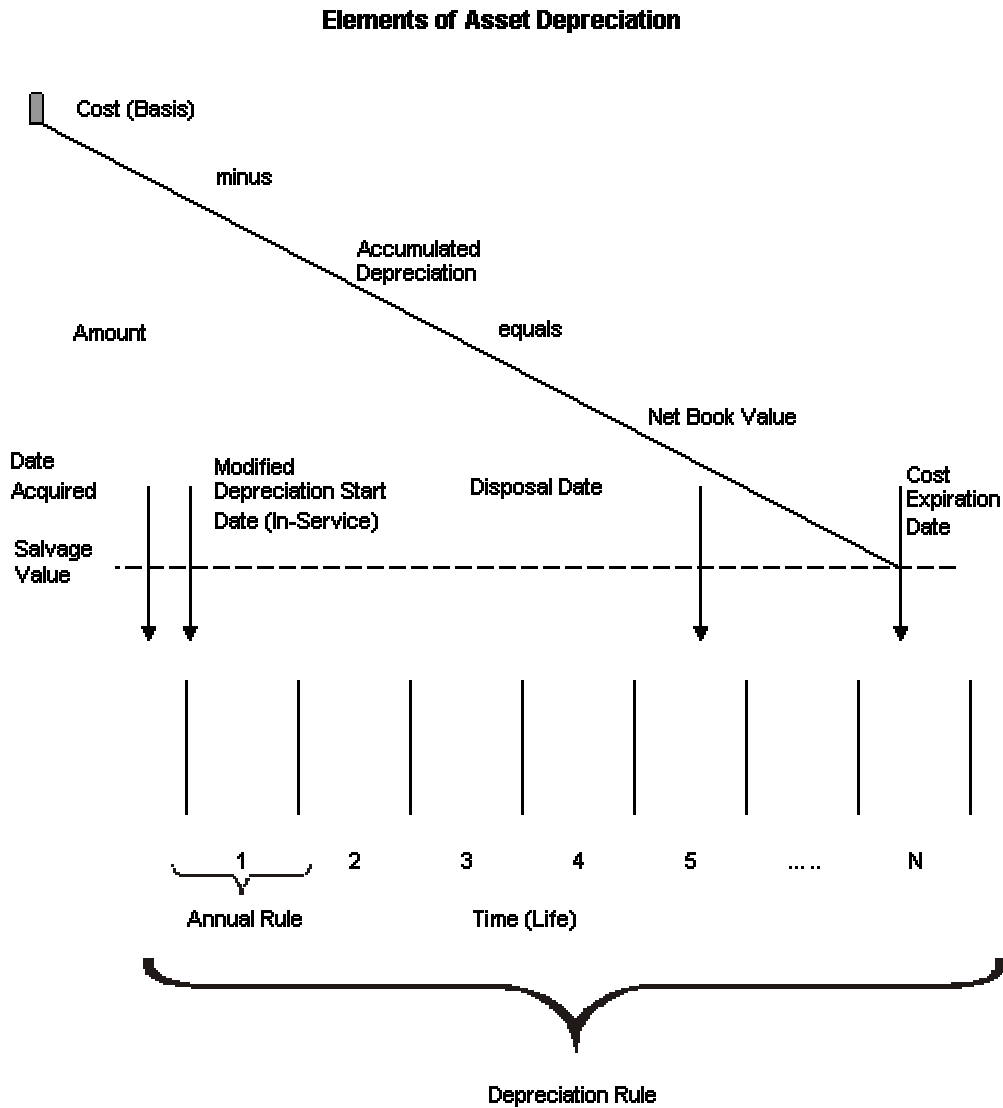 Elements of Asset Depreciation
Cost (Basis)
minus
Accumulated
Depreciation
Amount
equals
Net Book Value
Date
Acquired
Modified
Depreciation Start
Date (In-Service)
Disposal Date
Cost
Expiration
Date
Salvage
Value
1 2 3 4 5 ..... N
Annual Rule
Time (Life)
Depreciation Rule